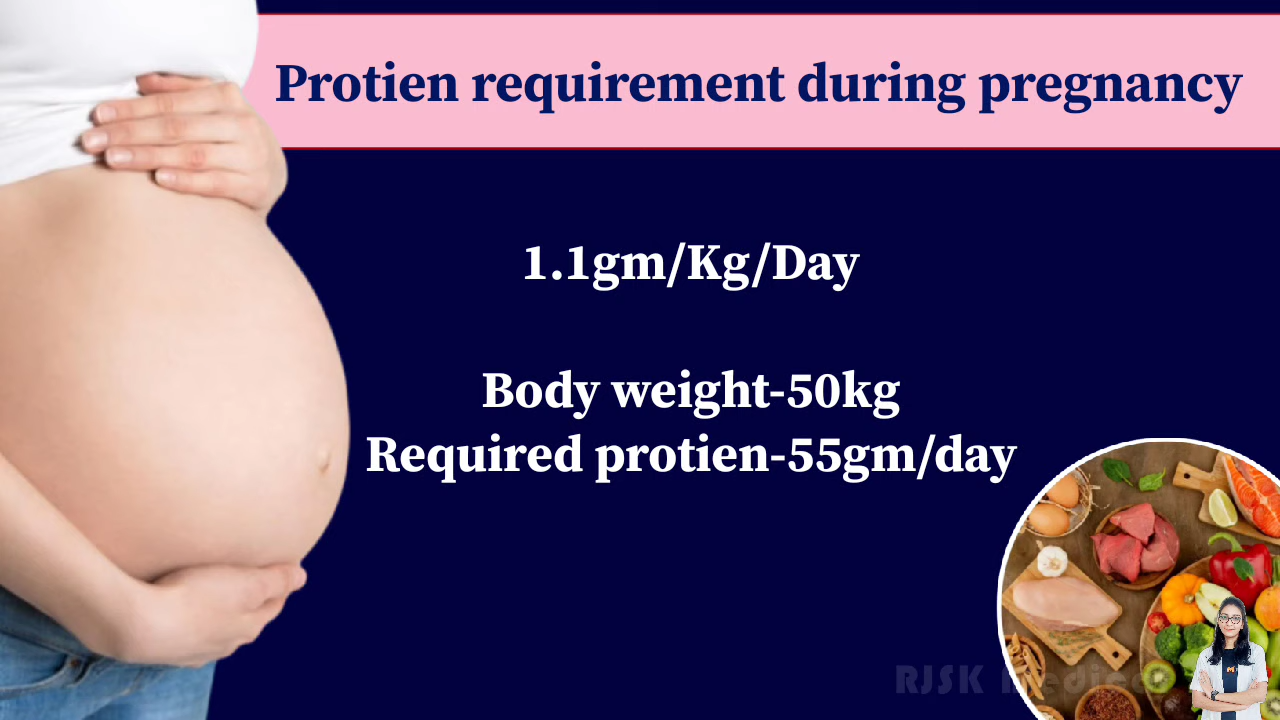 Protien requirement during pregnancy
1.1gm/Kg/Day
Body weight-50kg
Required protien-55gm/day
RJSK